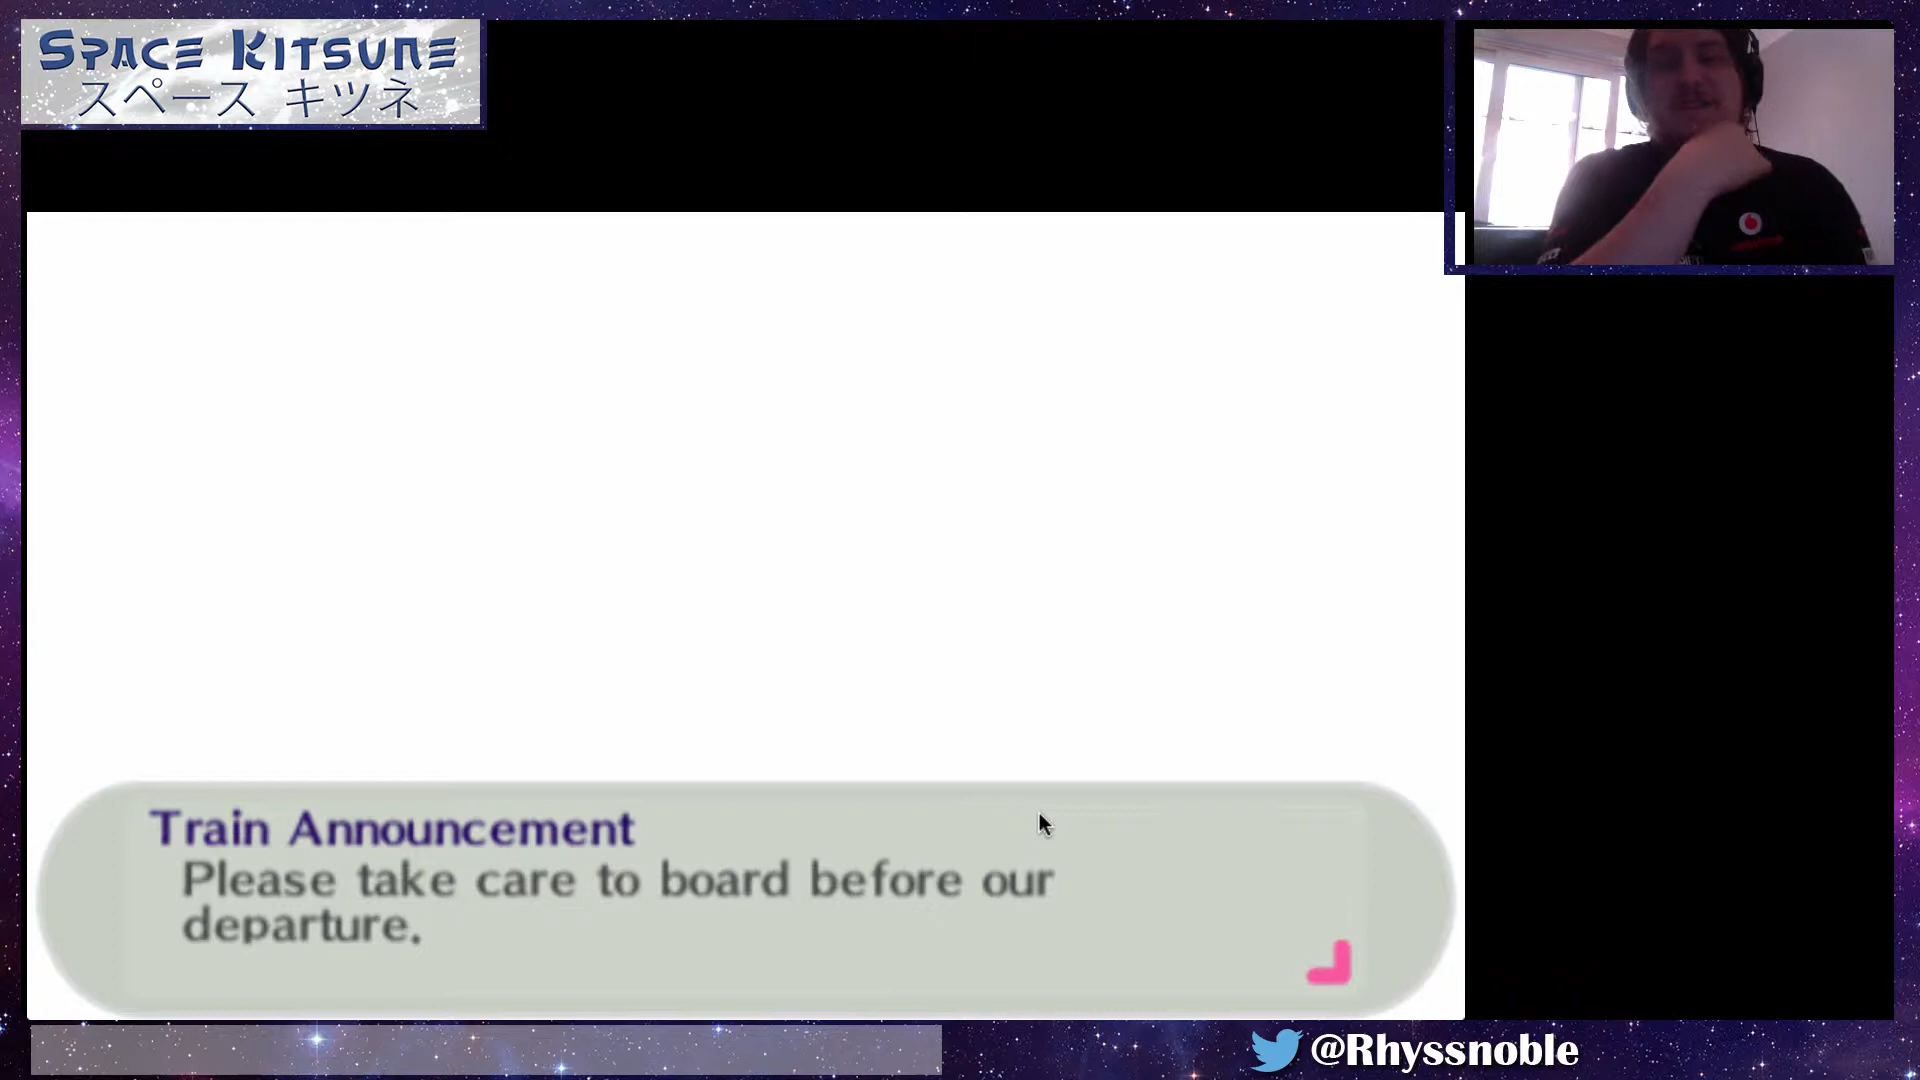 SPACE KITSUNE
スペース キツネ
Train Announcement
Please take care to board before our
departure.
@Rhyssnoble